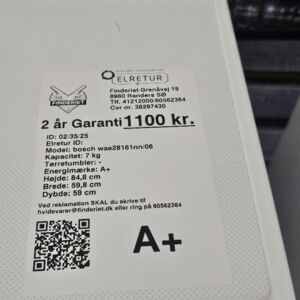 ELRETUR
FINDERIET
Finderiet Grenåvej 19
8960 Randers SØ
Tlf. 41212000/60562364
Cvr nr. 38297430
2 år Garanti 1100 kr.
ID: 02/35/25
Elretur ID:
Model: bosch wae28161nn/06
Kapacitet: 7 kg
Tørretumbler: -
Energimærke: A+
Højde: 84,8 cm
Brede: 59,8 cm
Dybde: 59 cm
Ved reklamation SKAL du skrive til
hvidevarer@finderiet.dk eller ring på 60562364
A+